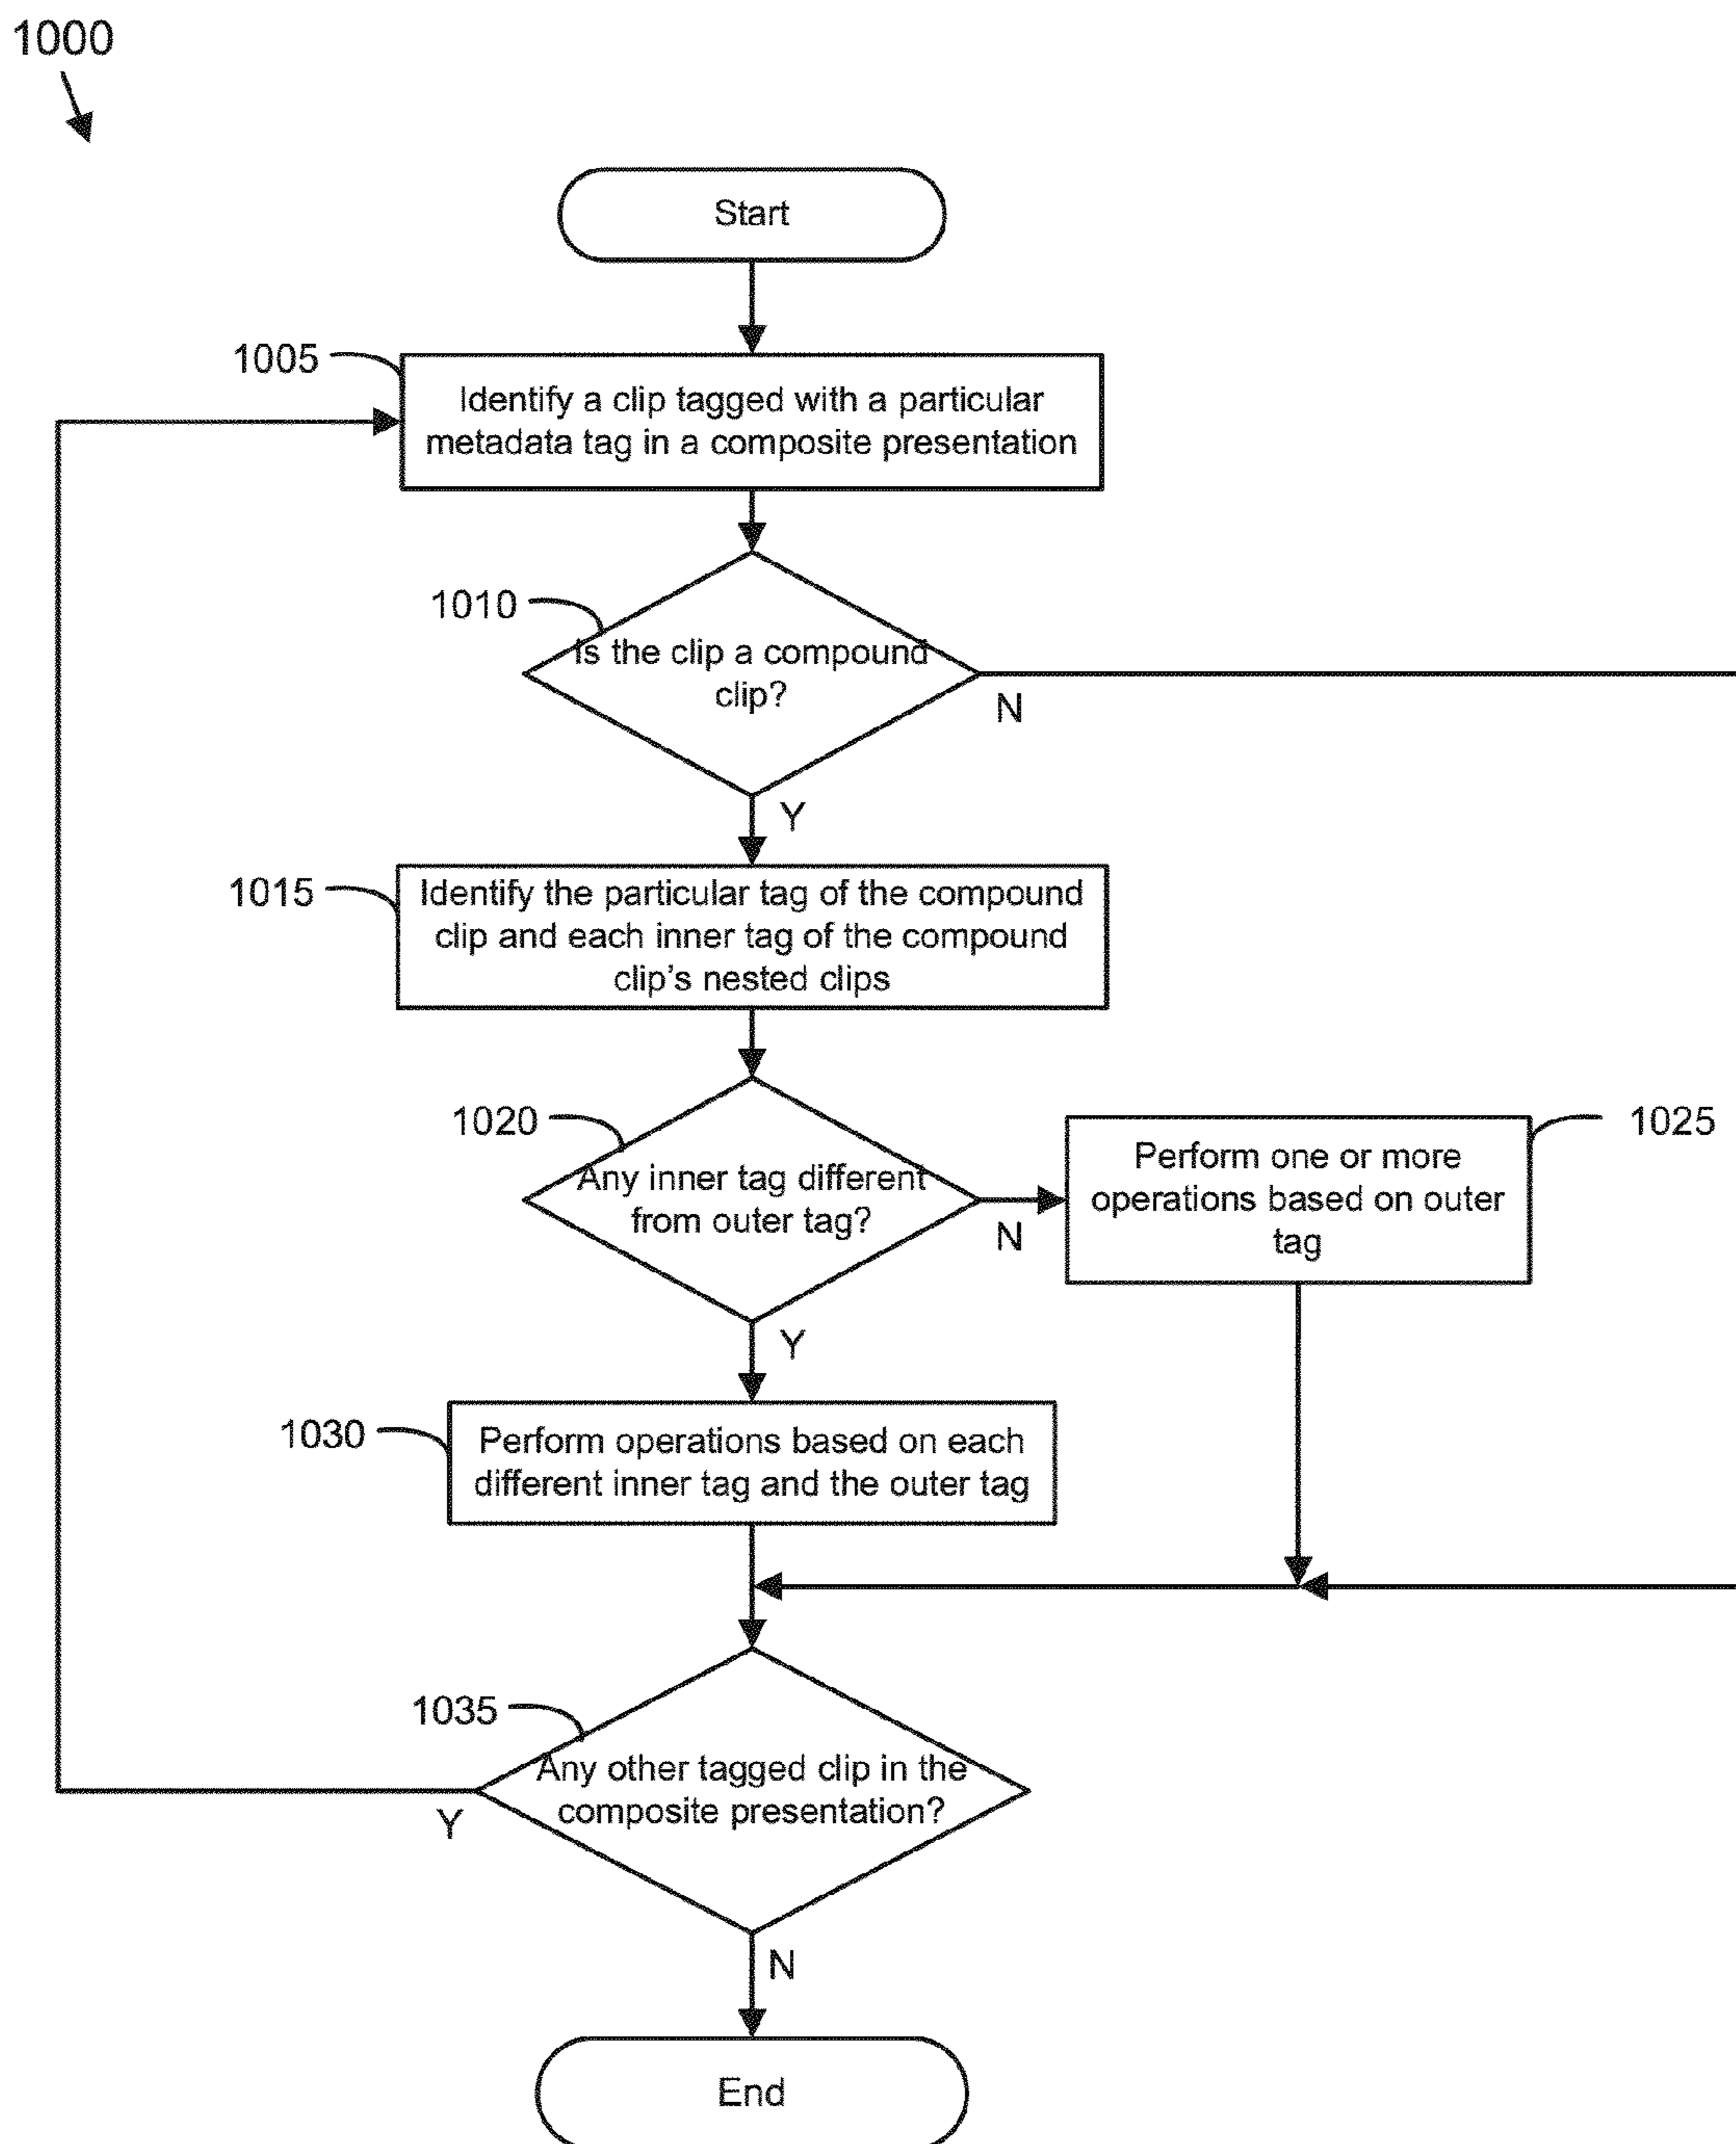 1000
Start
1005
Identify a clip tagged with a particular
metadata tag in a composite presentation
1010
Is the clip a compound
clip?
N
Y
1015
Identify the particular tag of the compound
clip and each inner tag of the compound
clip's nested clips
1020
Any inner tag different
from outer tag?
N
1025
Perform one or more
operations based on outer
tag
Y
1030
Perform operations based on each
different inner tag and the outer tag
1035
Any other tagged clip in the
composite presentation?
Y
N
End